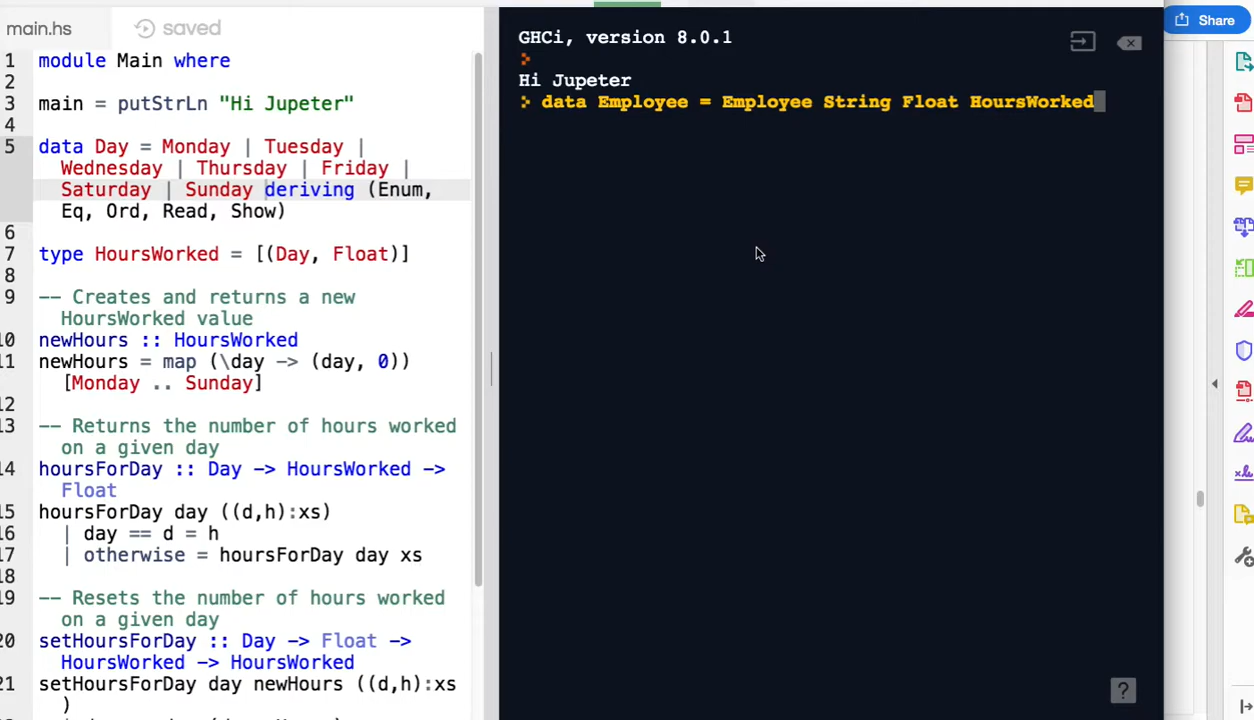 main.hs
saved
1 module Main where
2
3 main = putStrLn "Hi Jupeter"
4
5 data Day = Monday | Tuesday |
Wednesday | Thursday | Friday |
Saturday | Sunday deriving (Enum,
Eq, Ord, Read, Show)
6
7 type HoursWorked = [(Day, Float)]
8
9 -- Creates and returns a new
HoursWorked value
10 newHours :: HoursWorked
11 newHours = map (\day -> (day, 0))
[Monday .. Sunday]
12
13 -- Returns the number of hours worked
on a given day
14 hoursForDay :: Day -> HoursWorked ->
Float
15 hoursForDay day ((d,h):xs)
16 | day == d = h
17 | otherwise = hoursForDay day xs
18
19 -- Resets the number of hours worked
on a given day
20 setHoursForDay :: Day -> Float ->
HoursWorked -> HoursWorked
21 setHoursForDay day newHours ((d,h):xs
)
GHCi, version 8.0.1
>
Hi Jupeter
> data Employee = Employee String Float HoursWorked
?
Share